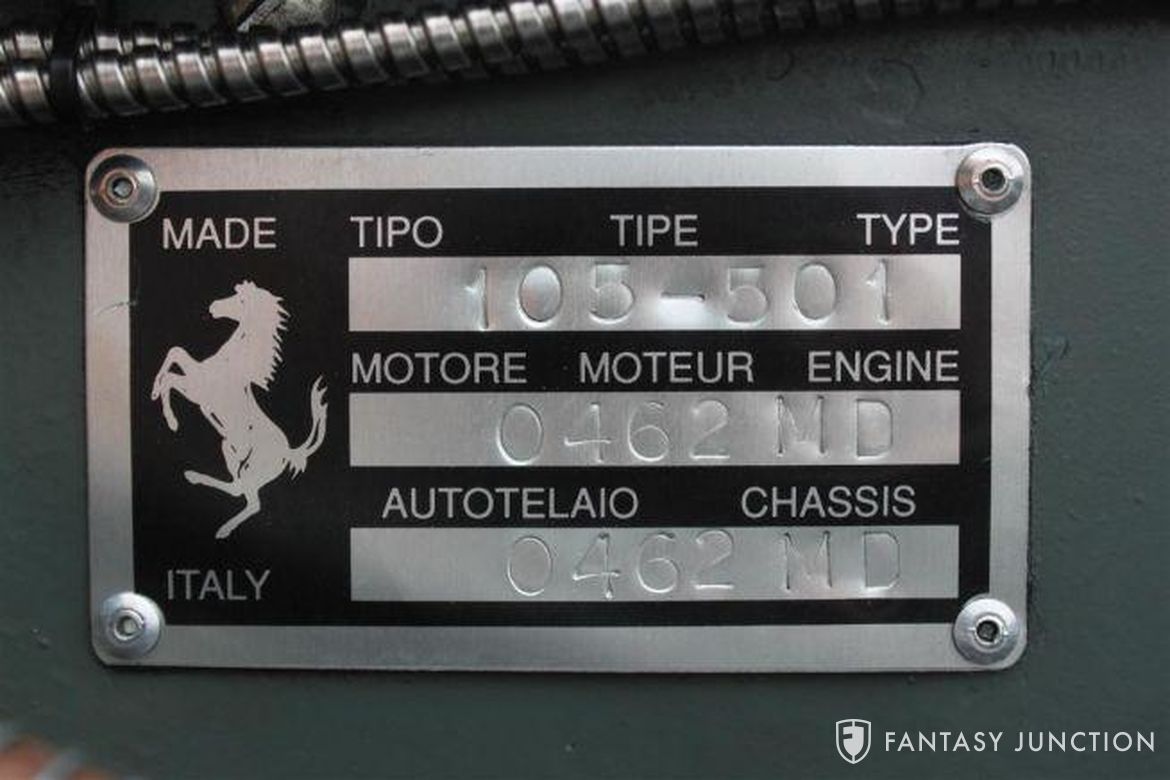 MADE
TIPO TIPE TYPE
105-501
MOTORE MOTEUR ENGINE
0462 MD
AUTOTELAIO CHASSIS
0462 MD
ITALY
FANTASY JUNCTION